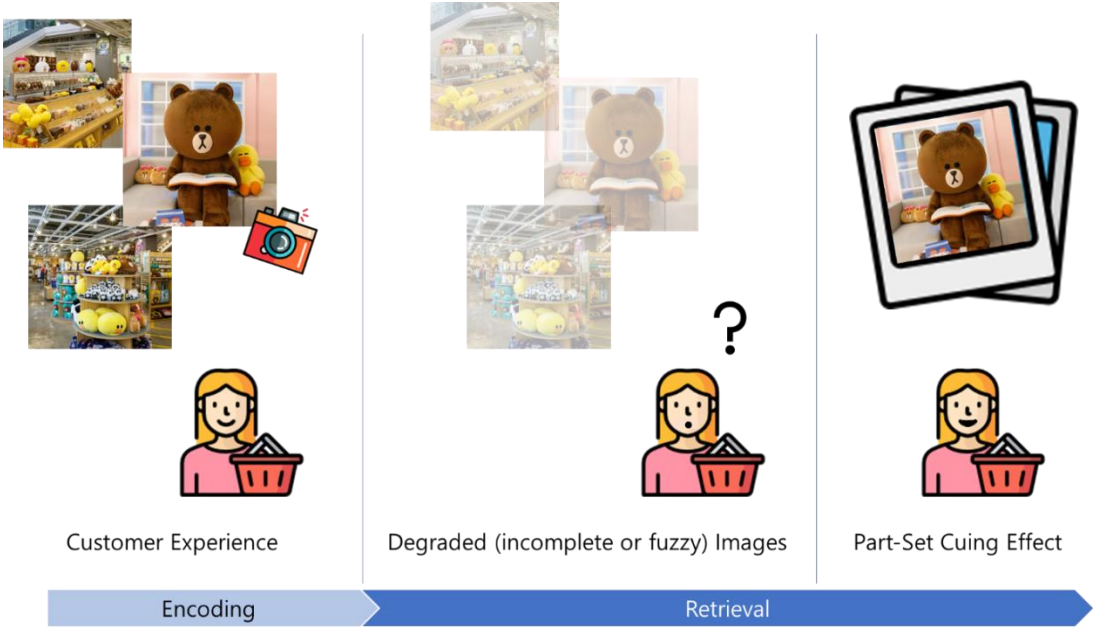 ?
Customer Experience
Degraded (incomplete or fuzzy) Images
Part-Set Cuing Effect
Encoding
Retrieval